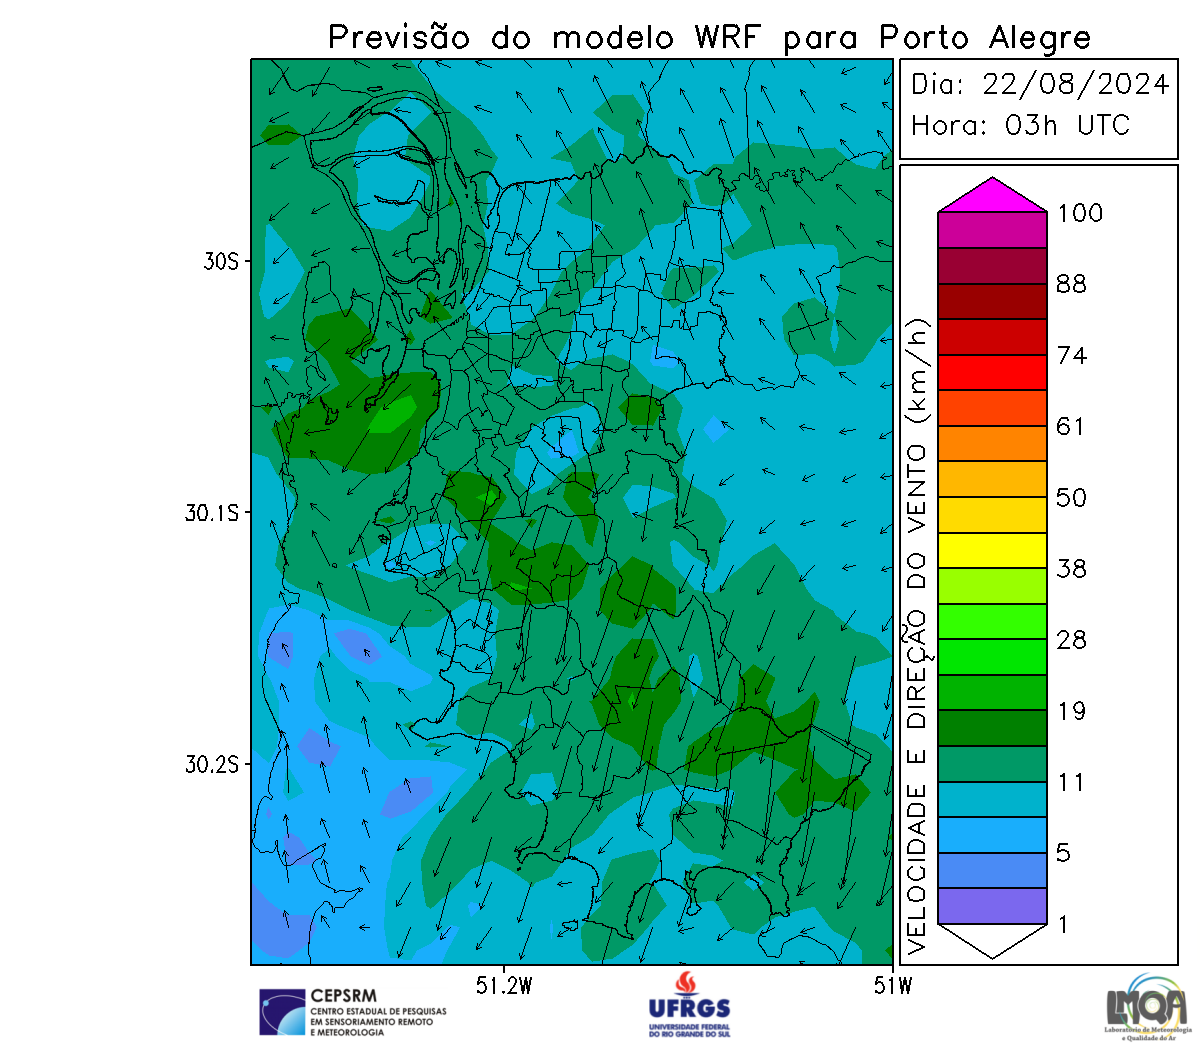 Previsão do modelo WRF para Porto Alegre
Dia: 22/08/2024
Hora: 03h UTC
100
88
74
61
50
38
28
19
11
5
1
VELOCIDADE E DIREÇÃO DO VENTO (km/h)
30S
30.1S
30.2S
51.2W
51W
CEPSRM
CENTRO ESTADUAL DE PESQUISAS
EM SENSORIAMENTO REMOTO
E METEOROLOGIA
UFRGS
UNIVERSIDADE FEDERAL
DO RIO GRANDE DO SUL
LMQA
Laboratório de Meteorologia
e Qualidade do Ar